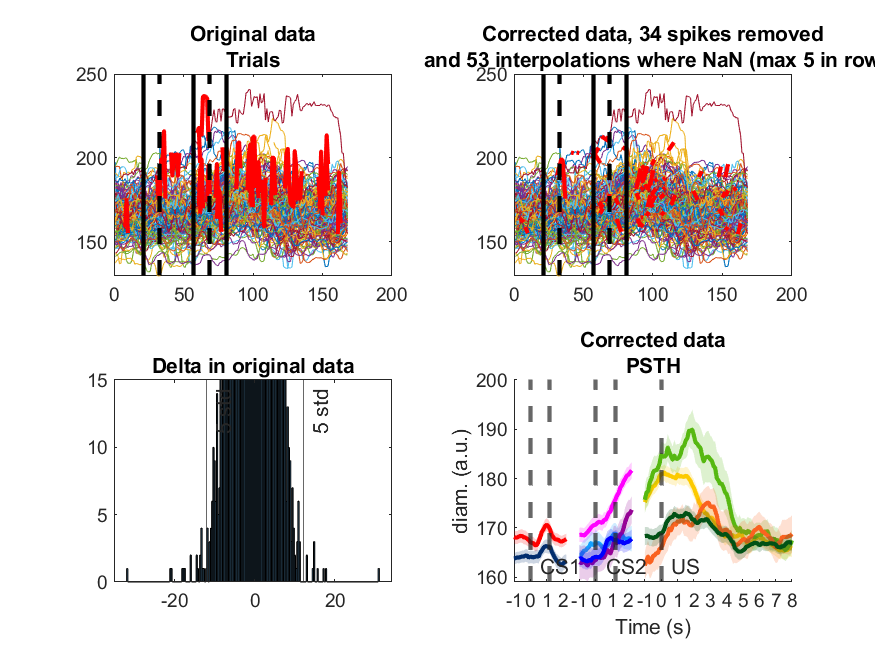 Original data
Trials
250
200
150
0 50 100 150 200
Corrected data, 34 spikes removed
and 53 interpolations where NaN (max 5 in row
250
200
150
0 50 100 150 200
Delta in original data
15
10
5
0
5 std
5 std
-20 0 20
Corrected data
PSTH
200
190
180
170
160
diam. (a.u.)
CS1 CS2 US
-1 0 1 2 -1 0 1 2 -1 0 1 2 3 4 5 6 7 8
Time (s)